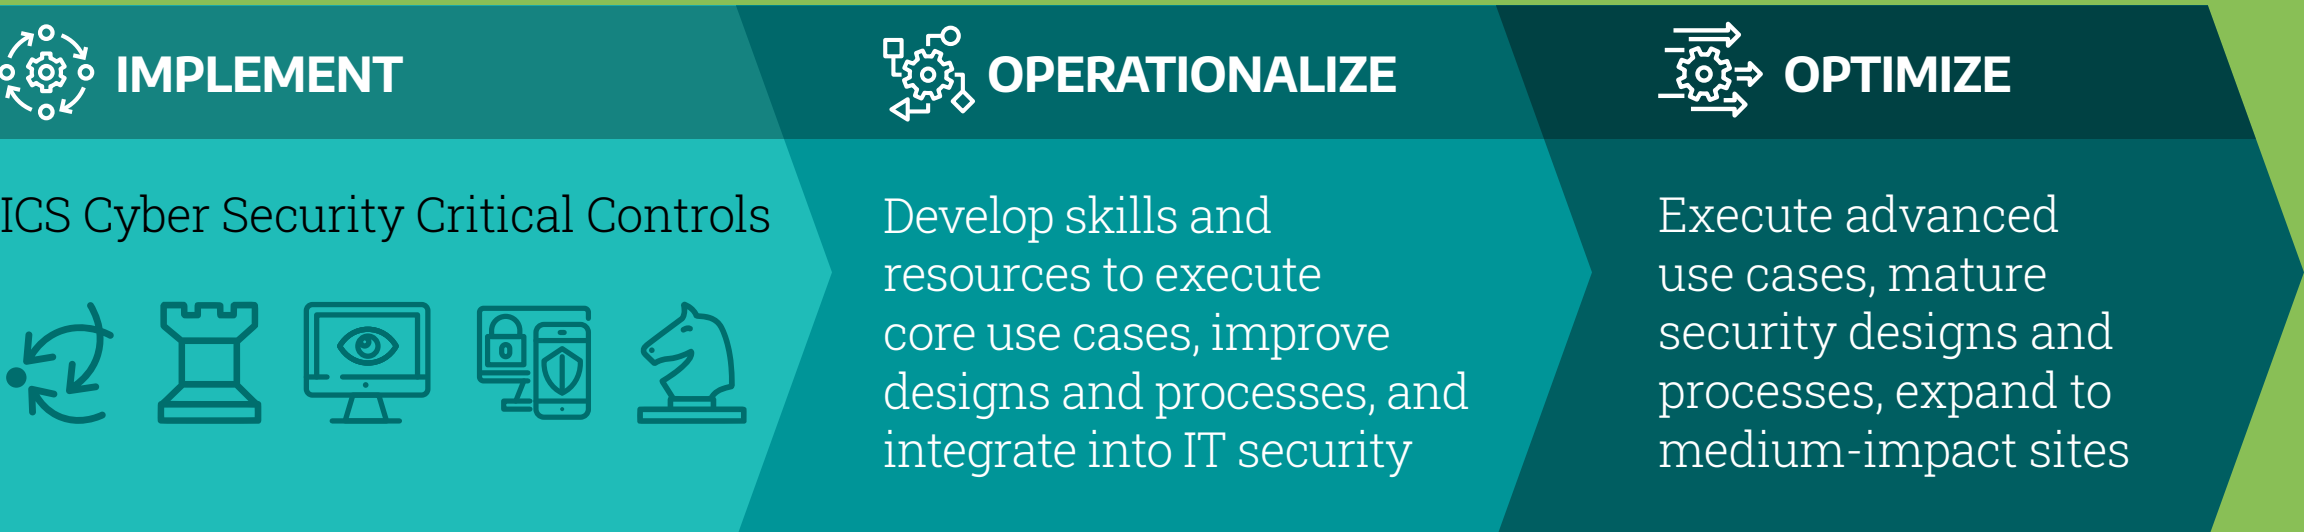 IMPLEMENT
ICS Cyber Security Critical Controls
OPERATIONALIZE
Develop skills and
resources to execute
core use cases, improve
designs and processes, and
integrate into IT security
OPTIMIZE
Execute advanced
use cases, mature
security designs and
processes, expand to
medium-impact sites